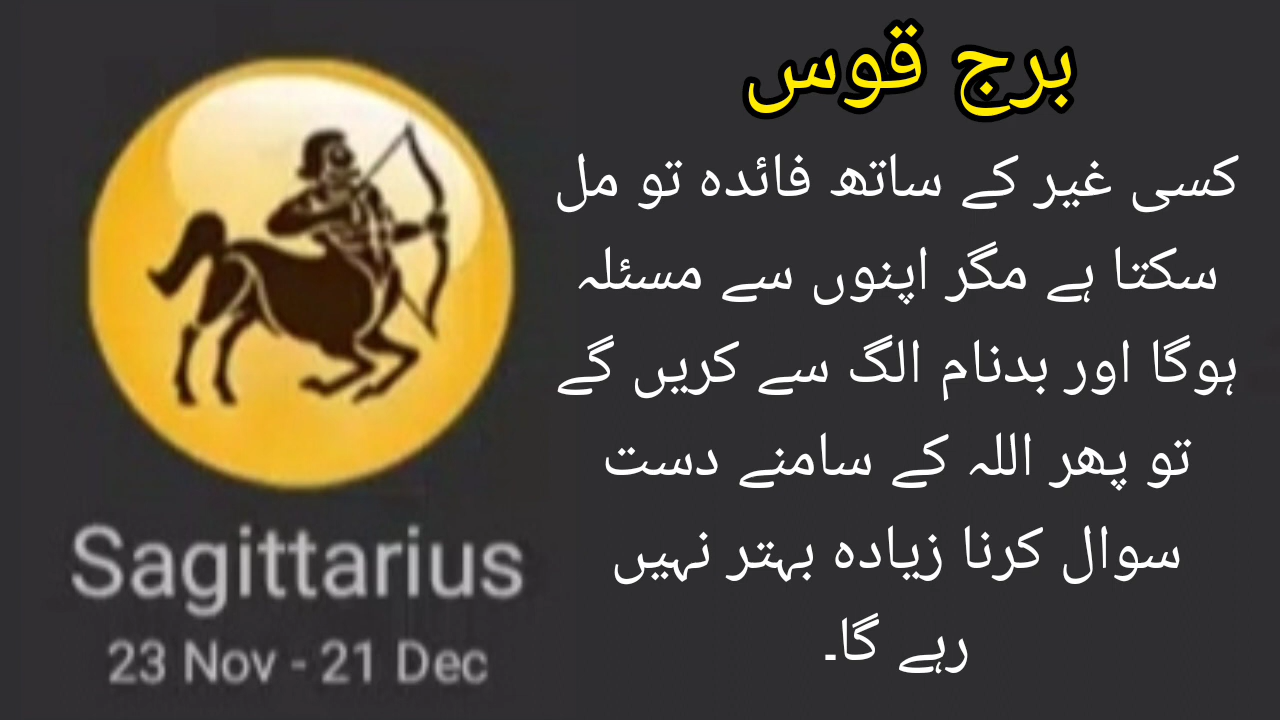 برج قوس
کسی غیر کے ساتھ فائدہ تو مل
سکتا ہے مگر اپنوں سے مسئلہ
ہوگا اور بدنام الگ سے کریں گے
تو پھر اللہ کے سامنے دست
سوال کرنا زیادہ بہتر نہیں
رہے گا۔
Sagittarius
23 Nov - 21 Dec